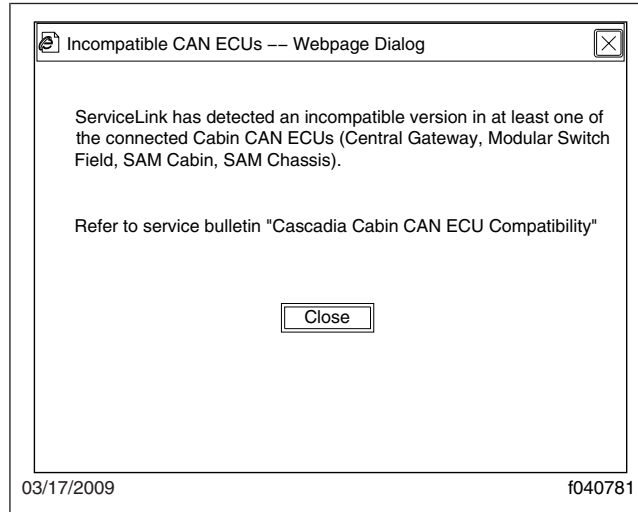 Incompatible CAN ECUs –– Webpage Dialog
ServiceLink has detected an incompatible version in at least one of
the connected Cabin CAN ECUs (Central Gateway, Modular Switch
Field, SAM Cabin, SAM Chassis).
Refer to service bulletin "Cascadia Cabin CAN ECU Compatibility"
Close
03/17/2009
f040781